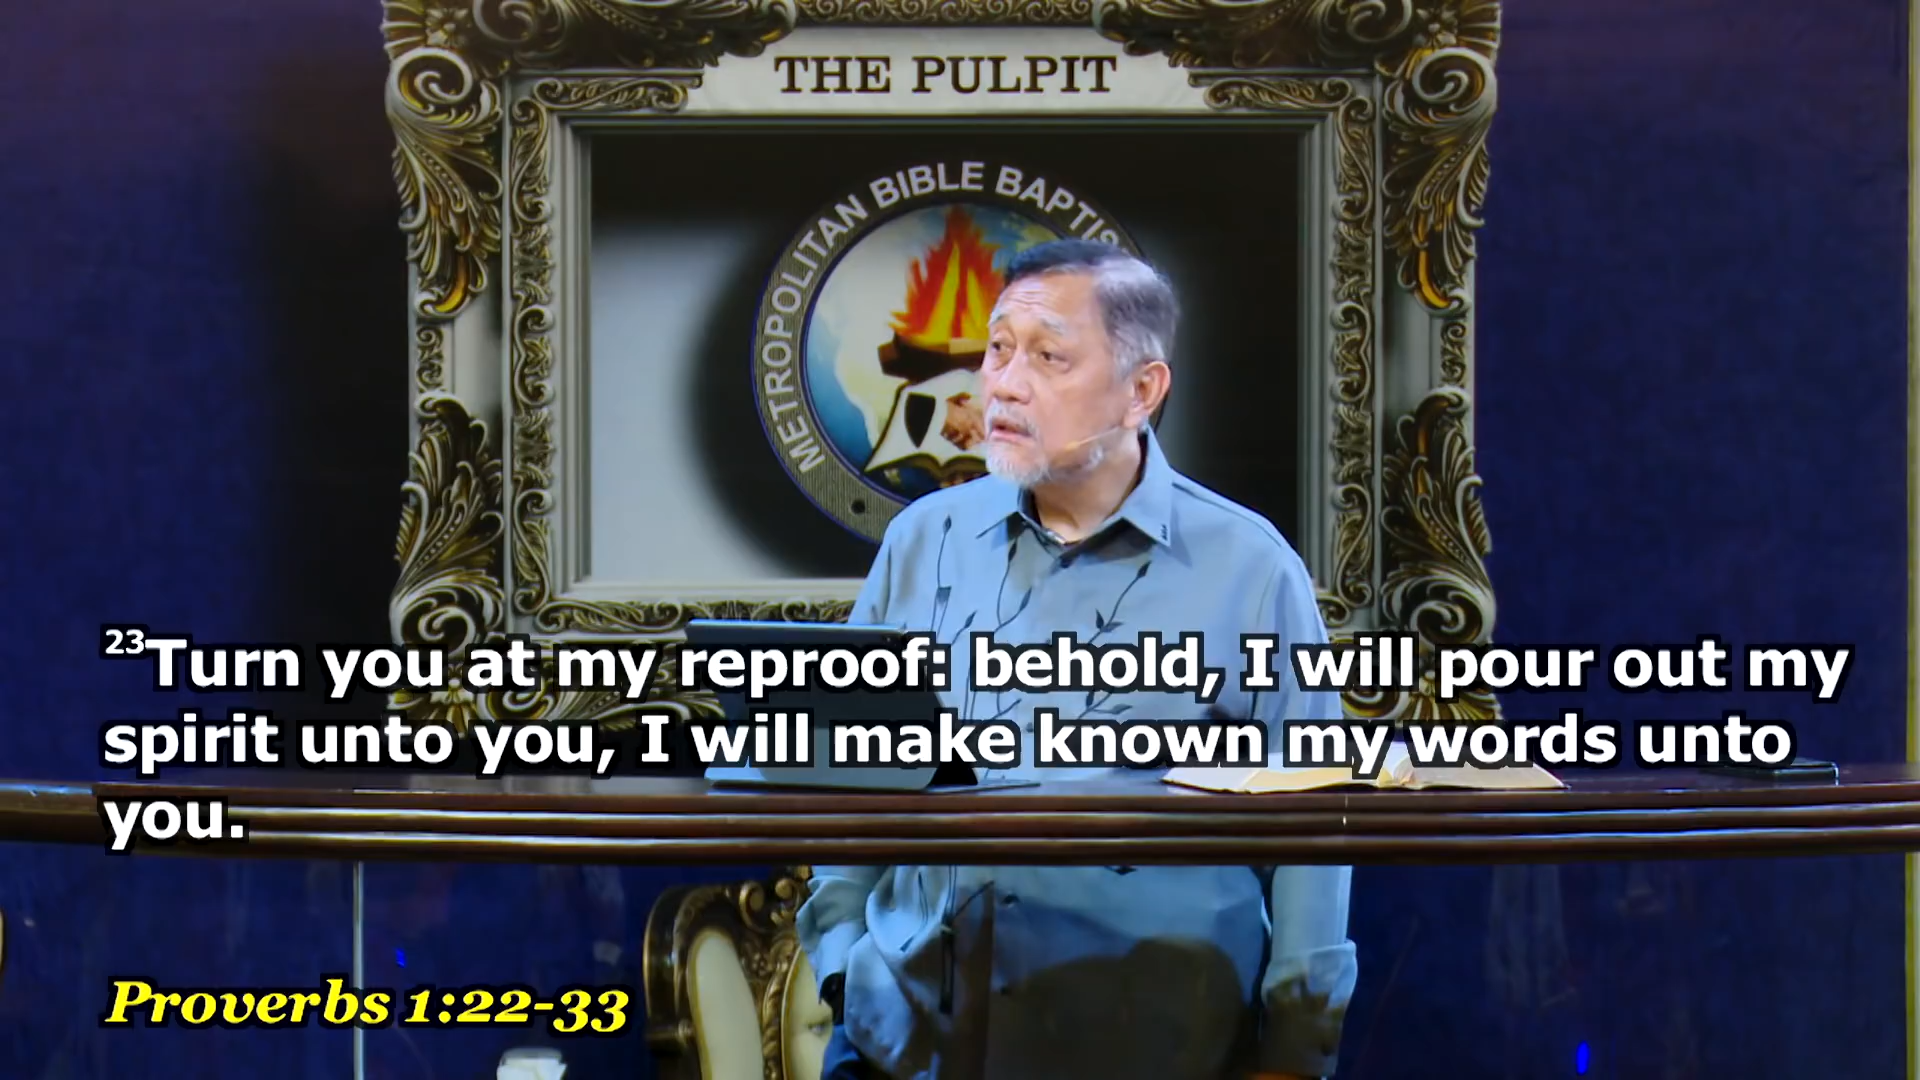 THE PULPIT
METROPOLITAN BIBLE BAPTIS
²³Turn you at my reproof: behold, I will pour out my
spirit unto you, I will make known my words unto
you.
Proverbs 1:22-33